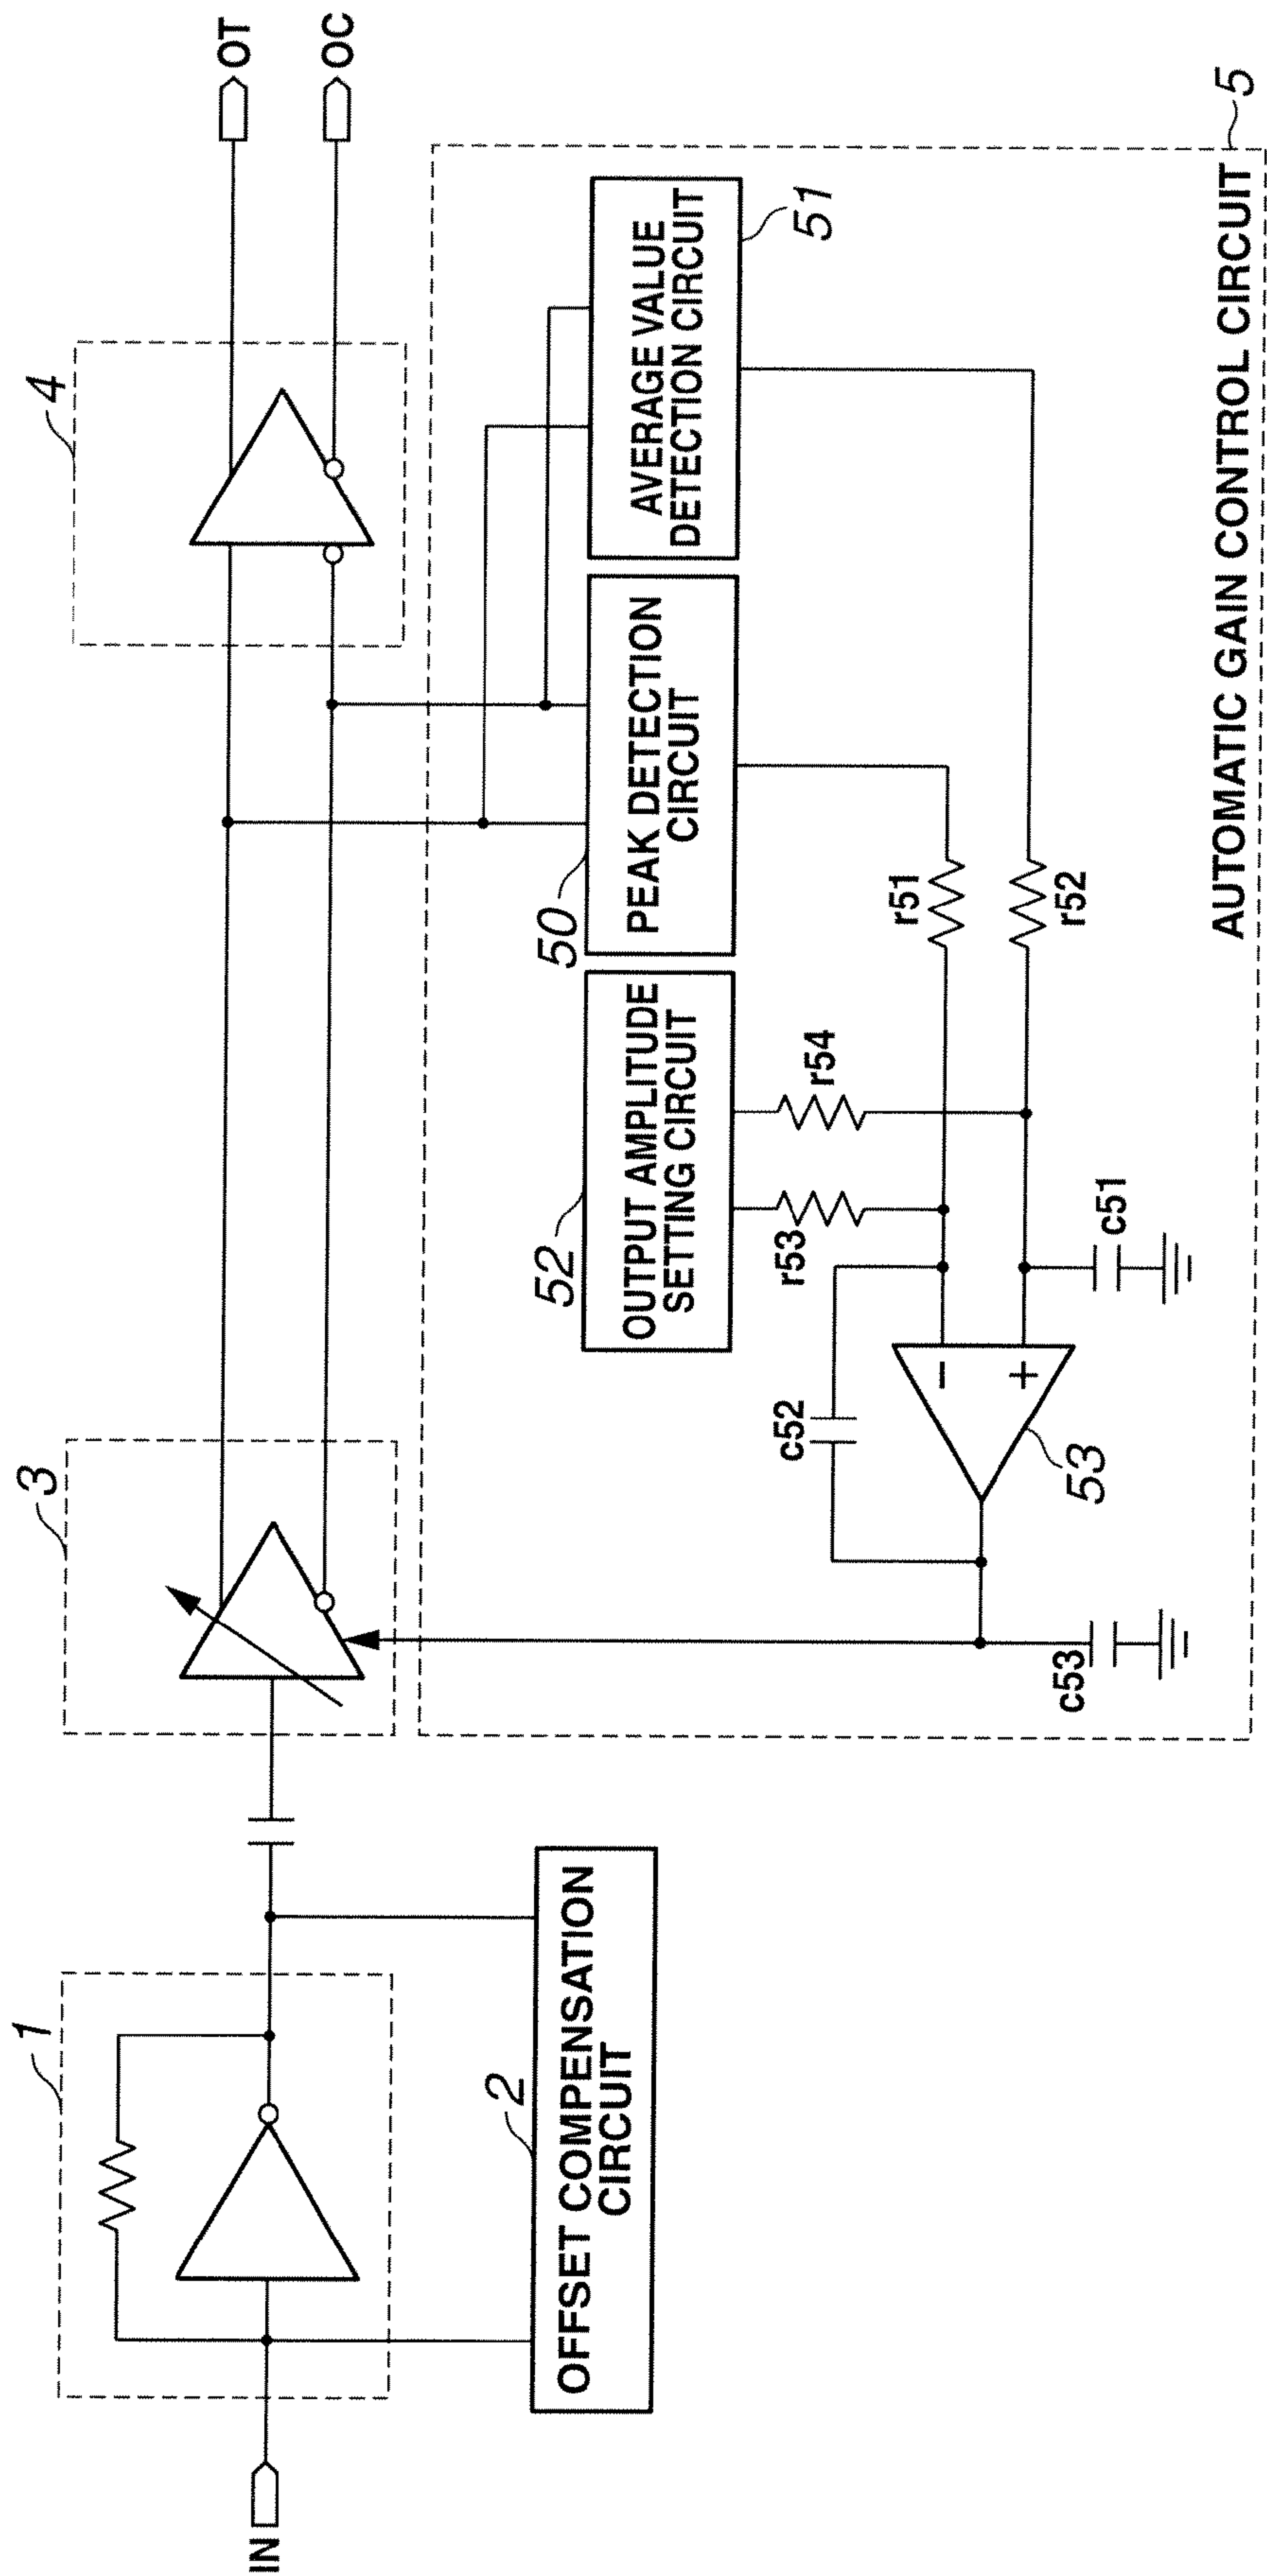 1
3
4
OT
OC
IN
2
OFFSET COMPENSATION
CIRCUIT
52
OUTPUT AMPLITUDE
SETTING CIRCUIT
50
PEAK DETECTION
CIRCUIT
AVERAGE VALUE
DETECTION CIRCUIT
51
r53
r54
r51
r52
c52
−
+
53
c51
c53
AUTOMATIC GAIN CONTROL CIRCUIT
5